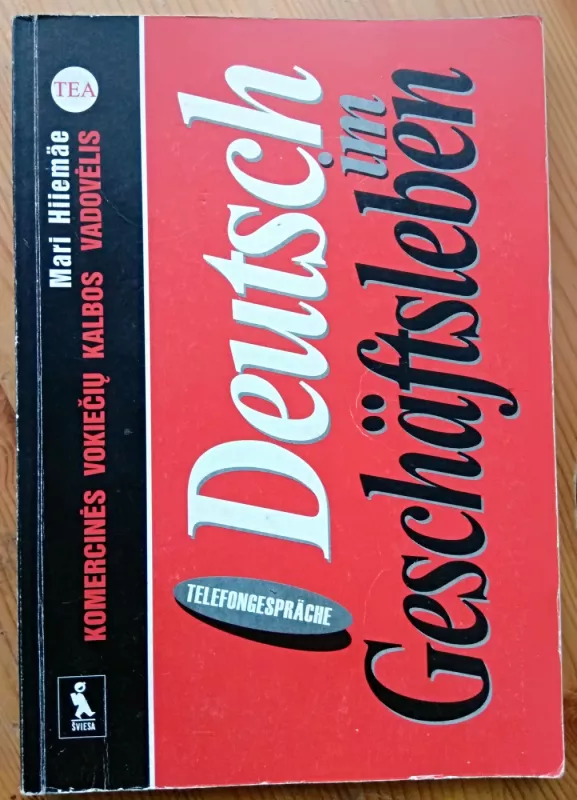 TEA
Mari Hiiemäe
KOMERCINĖS VOKIEČIŲ KALBOS VADOVĖLIS
ŠVIESA
Deutsch
im
Geschäftsleben
TELEFONGESPRÄCHE